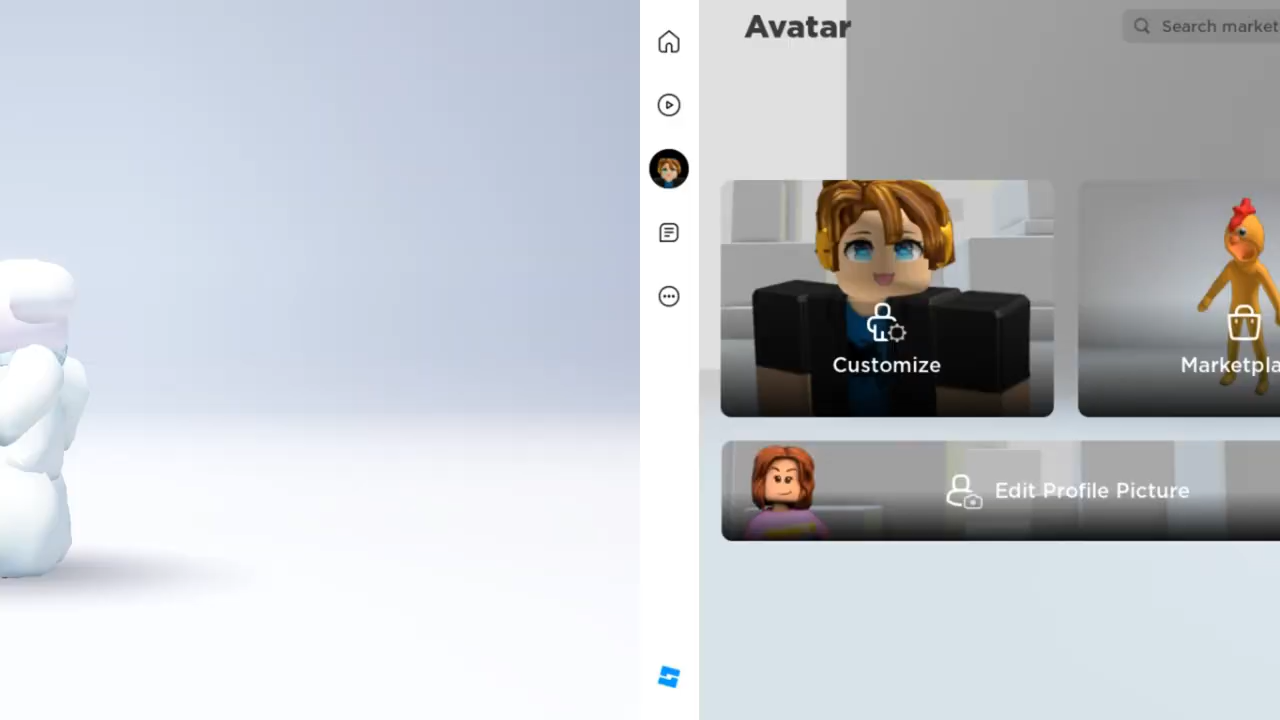 Avatar
Search market
Customize
Marketpla
Edit Profile Picture